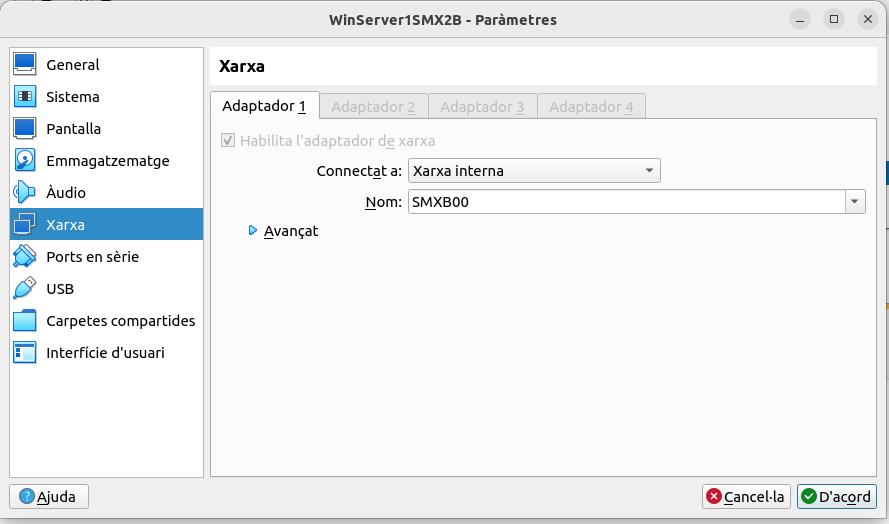 WinServer1SMX2B - Paràmetres
General
Sistema
Pantalla
Emmagatzematge
Àudio
Xarxa
Ports en sèrie
USB
Carpetes compartides
Interfície d'usuari
Xarxa
Adaptador 1 Adaptador 2 Adaptador 3 Adaptador 4
Habilita l'adaptador de xarxa
Connectat a: Xarxa interna
Nom: SMXB00
Avançat
Ajuda Cancel·la D'acord